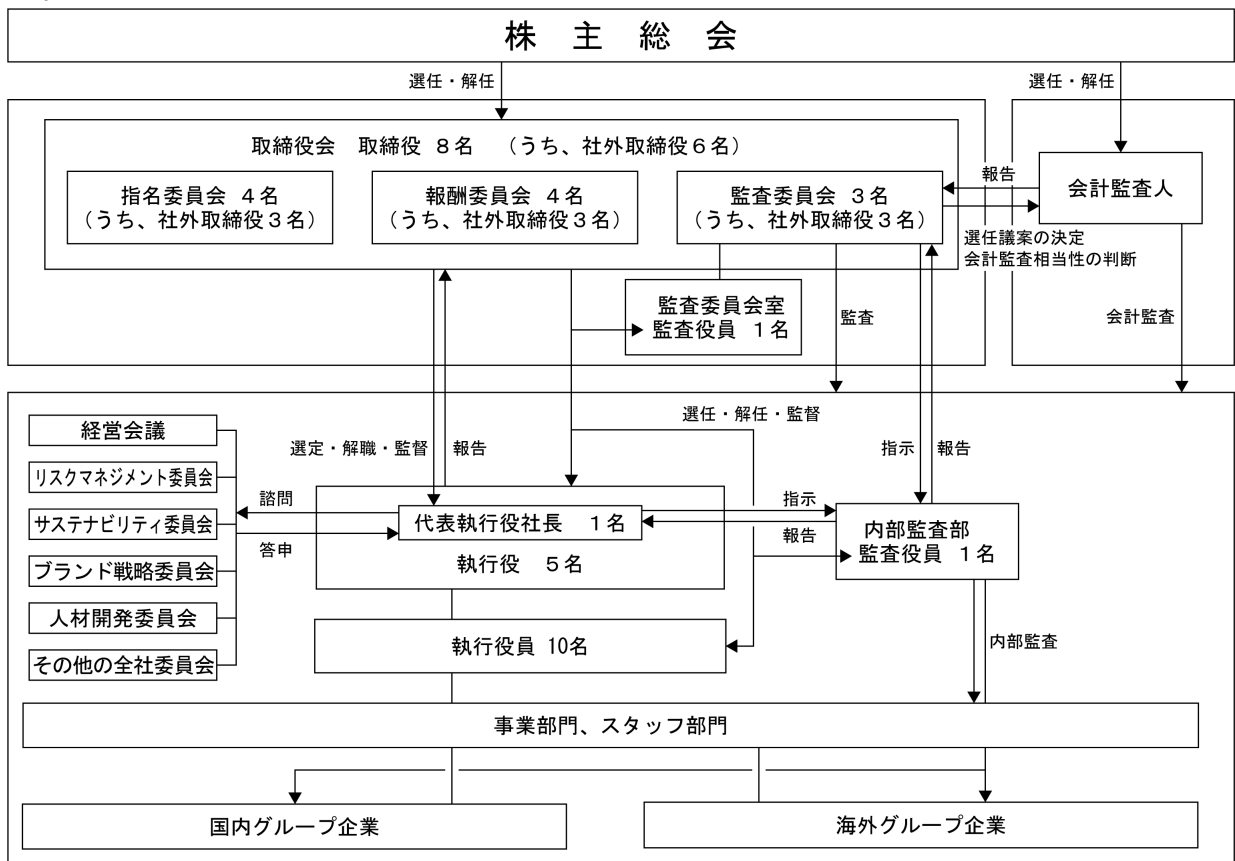 株 主 総 会
選任・解任
選任・解任
取締役会 取締役 8名 （うち、社外取締役6名）
指名委員会 4名
（うち、社外取締役3名）
報酬委員会 4名
（うち、社外取締役3名）
監査委員会 3名
（うち、社外取締役3名）
報告
会計監査人
選任議案の決定
会計監査相当性の判断
監査委員会室
監査役員 1名
監査
会計監査
経営会議
リスクマネジメント委員会
サステナビリティ委員会
ブランド戦略委員会
人材開発委員会
その他の全社委員会
選定・解職・監督
報告
選任・解任・監督
指示
報告
諮問
答申
代表執行役社長 1名
執行役 5名
指示
報告
内部監査部
監査役員 1名
執行役員 10名
内部監査
事業部門、スタッフ部門
国内グループ企業
海外グループ企業